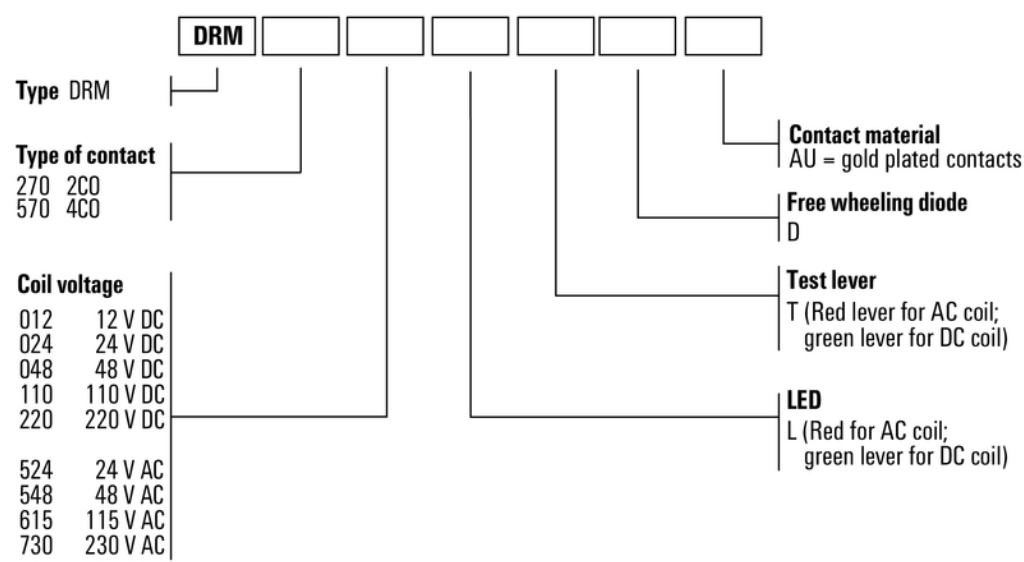 DRM
Type DRM
Type of contact
270 2CO
570 4CO
Coil voltage
012 12 V DC
024 24 V DC
048 48 V DC
110 110 V DC
220 220 V DC
524 24 V AC
548 48 V AC
615 115 V AC
730 230 V AC
Contact material
AU = gold plated contacts
Free wheeling diode
D
Test lever
T (Red lever for AC coil;
green lever for DC coil)
LED
L (Red for AC coil;
green lever for DC coil)